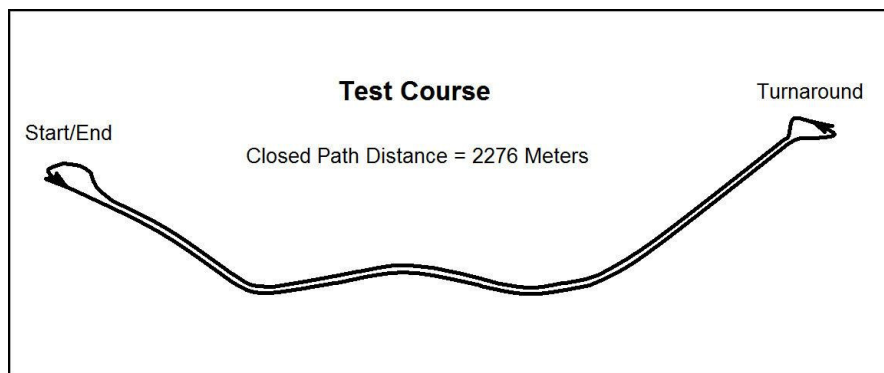 Test Course
Turnaround
Start/End
Closed Path Distance = 2276 Meters